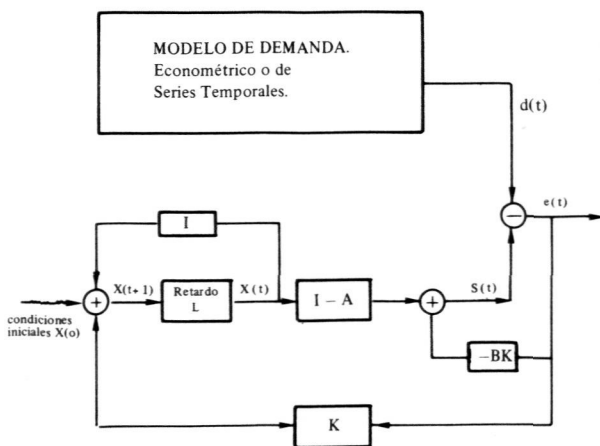 MODELO DE DEMANDA.
Econométrico o de
Series Temporales.
d(t)
e(t)
I
X(t+1)
Retardo
L
X(t)
I – A
S(t)
condiciones
iniciales X(o)
–BK
K